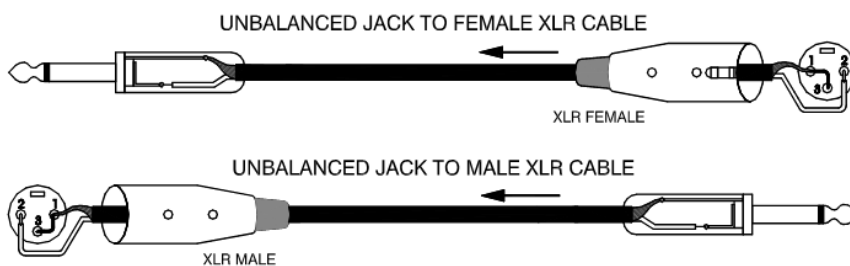 UNBALANCED JACK TO FEMALE XLR CABLE
1 2
3
XLR FEMALE
UNBALANCED JACK TO MALE XLR CABLE
2 1
3
XLR MALE